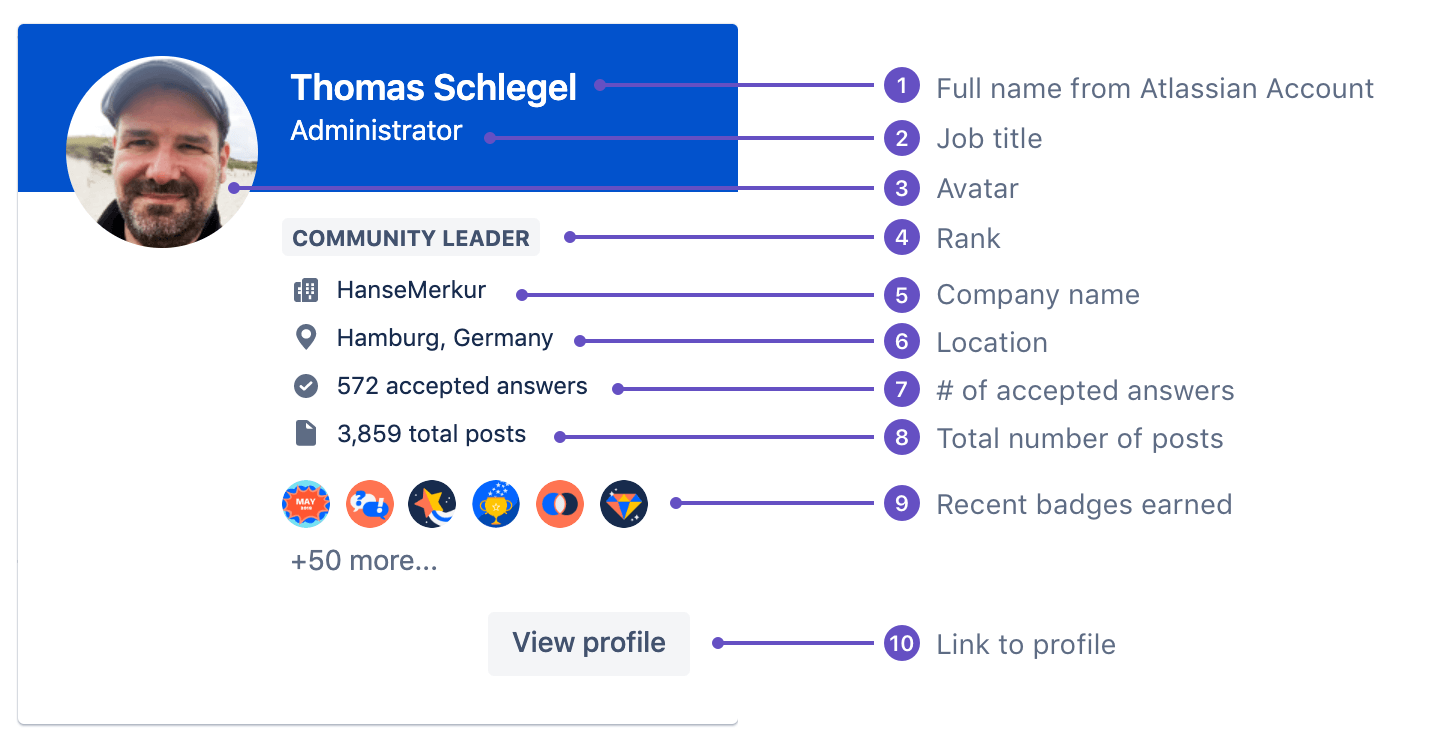 Thomas Schlegel
1 Full name from Atlassian Account
Administrator
2 Job title
3 Avatar
COMMUNITY LEADER
4 Rank
HanseMerkur
5 Company name
Hamburg, Germany
6 Location
572 accepted answers
7 # of accepted answers
3,859 total posts
8 Total number of posts
MAY
2018
?
!
9 Recent badges earned
+50 more...
View profile
10 Link to profile